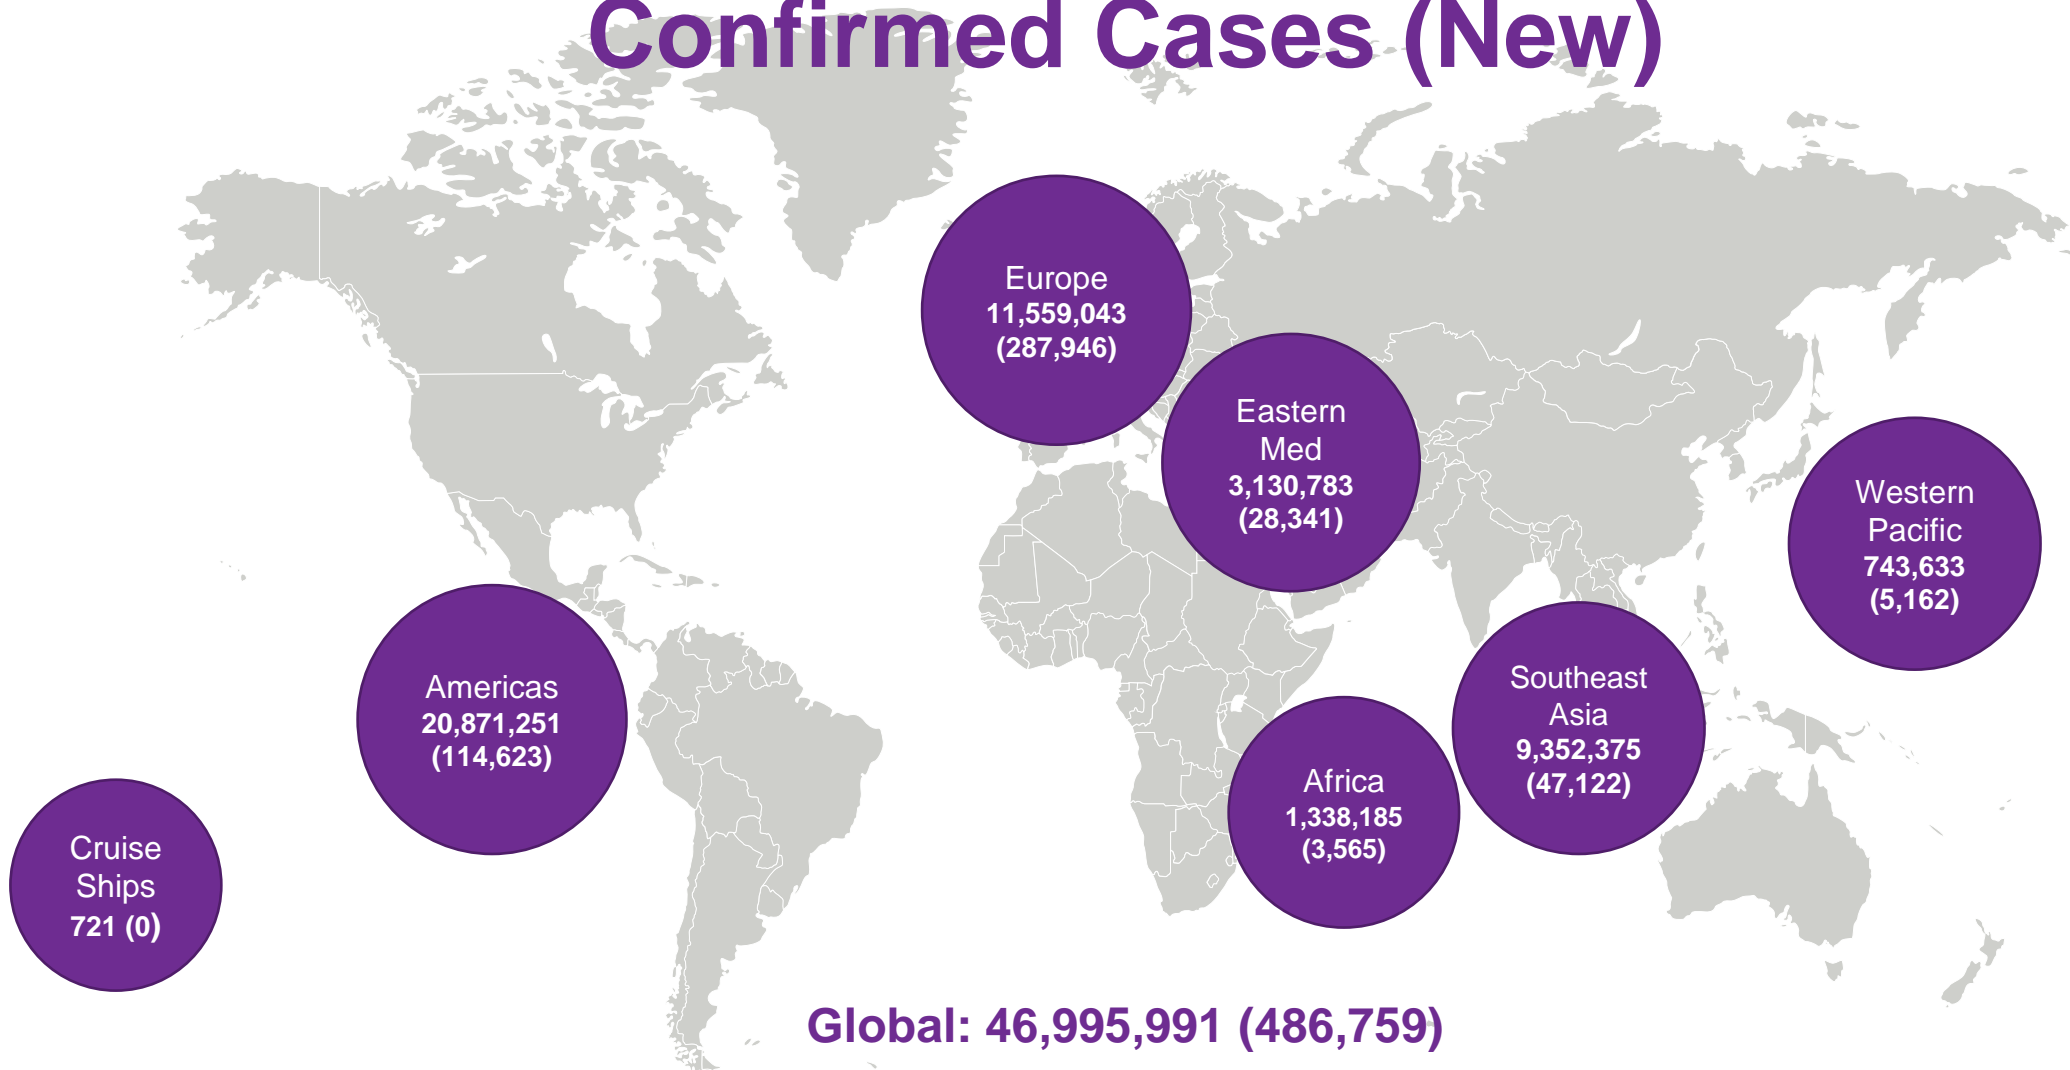 Confirmed Cases (New)
Europe
11,559,043
(287,946)
Eastern
Med
3,130,783
(28,341)
Western
Pacific
743,633
(5,162)
Americas
20,871,251
(114,623)
Southeast
Asia
9,352,375
(47,122)
Africa
1,338,185
(3,565)
Cruise
Ships
721 (0)
Global: 46,995,991 (486,759)